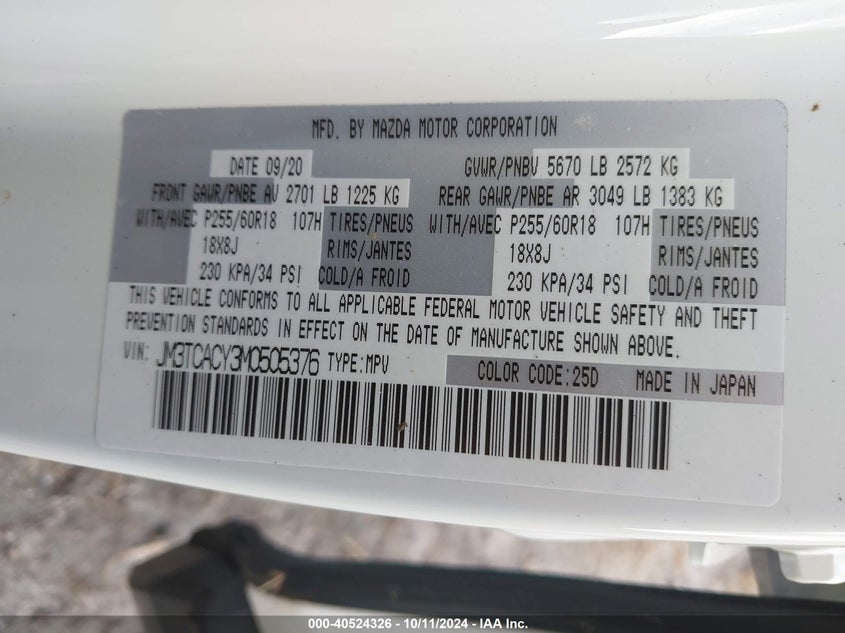 MFD. BY MAZDA MOTOR CORPORATION
DATE 09/20 GVWR/PNBV 5670 LB 2572 KG
FRONT GAWR/PNBE AV 2701 LB 1225 KG REAR GAWR/PNBE AR 3049 LB 1383 KG
WITH/AVEC P255/60R18 107H TIRES/PNEUS WITH/AVEC P255/60R18 107H TIRES/PNEUS
18X8J RIMS/JANTES 18X8J RIMS/JANTES
230 KPA/34 PSI COLD/A FROID 230 KPA/34 PSI COLD/A FROID
THIS VEHICLE CONFORMS TO ALL APPLICABLE FEDERAL MOTOR VEHICLE SAFETY AND THEFT
PREVENTION STANDARDS IN EFFECT ON THE DATE OF MANUFACTURE SHOWN ABOVE.
VIN: JM3TCACY3M0505376 TYPE:MPV COLOR CODE:25D MADE IN JAPAN
000-40524326 - 10/11/2024 - IAA Inc.